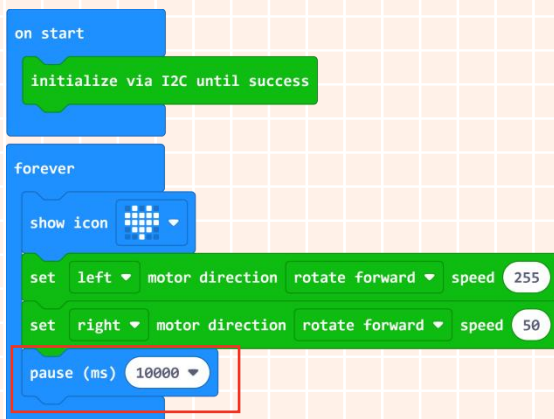 on start
initialize via I2C until success
forever
show icon
set left motor direction rotate forward speed 255
set right motor direction rotate forward speed 50
pause (ms) 10000